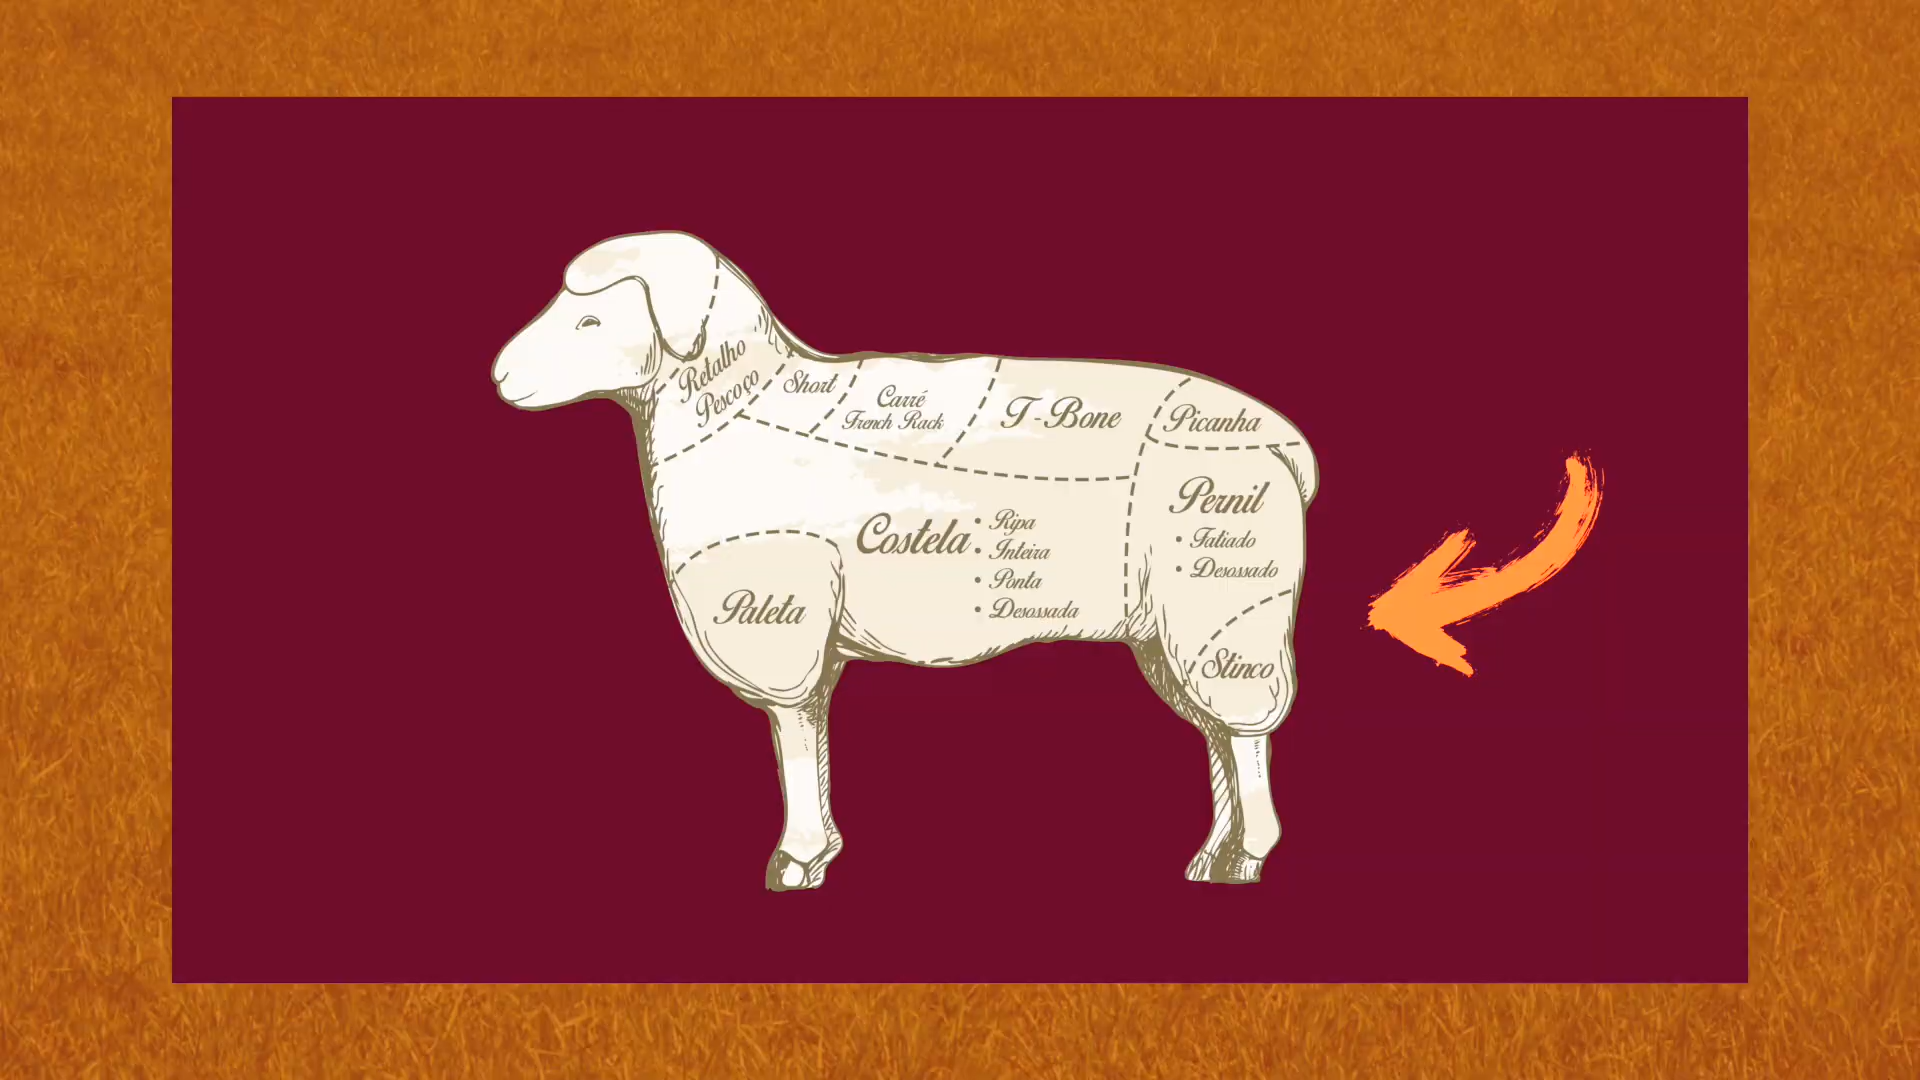 Retalho
Pescoço
Short
Carré
French Rack
T-Bone
Picanha
Pernil
• Fatiado
• Desossado
Costela
• Ripa
• Inteira
• Ponta
• Desossada
Paleta
Stinco